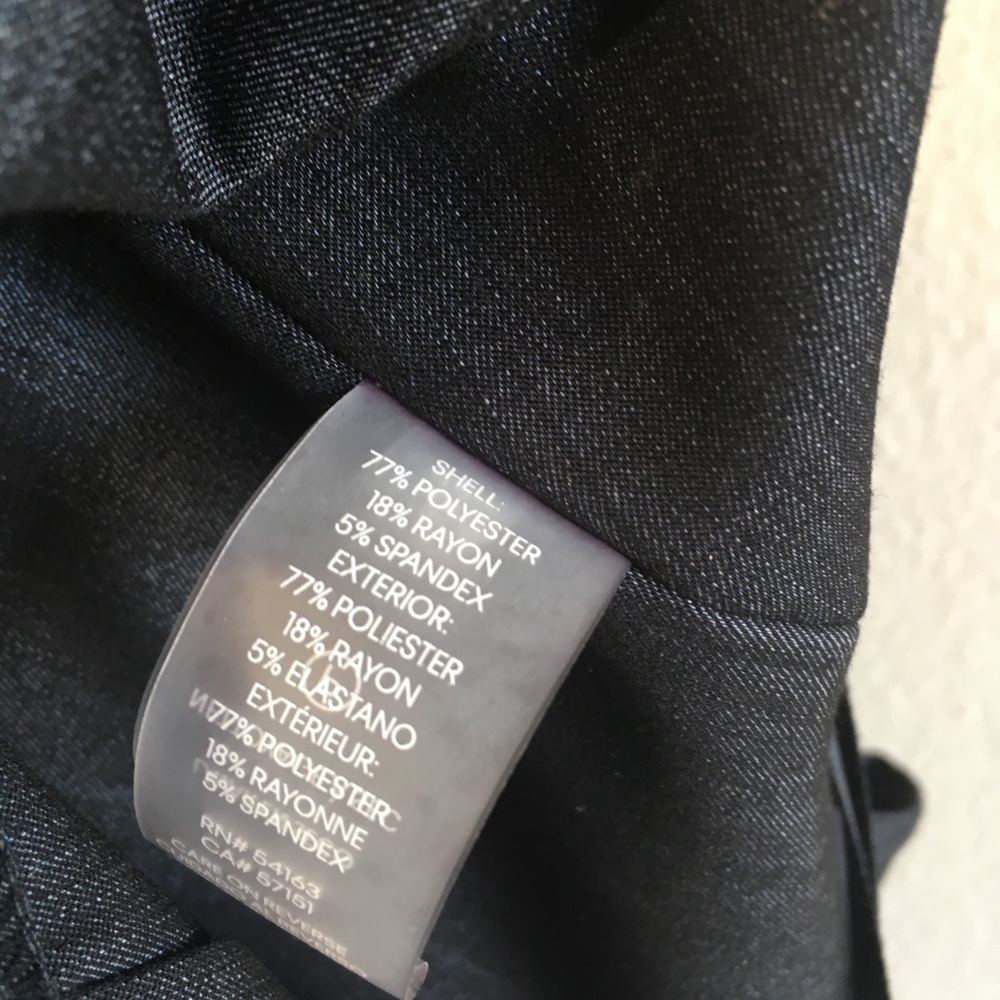 SHELL:
77% POLYESTER
18% RAYON
5% SPANDEX
EXTERIOR:
77% POLIESTER
18% RAYON
5% ELASTANO
EXTÉRIEUR:
77% POLYESTER
18% RAYONNE
5% SPANDEX
RN# 54163
CA# 57151
CARE ON REVERSE